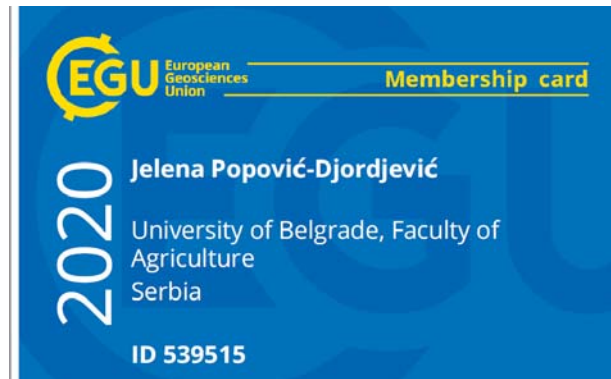 EGU European
Geosciences
Union
Membership card
2020
Jelena Popović-Djordjević
University of Belgrade, Faculty of
Agriculture
Serbia
ID 539515